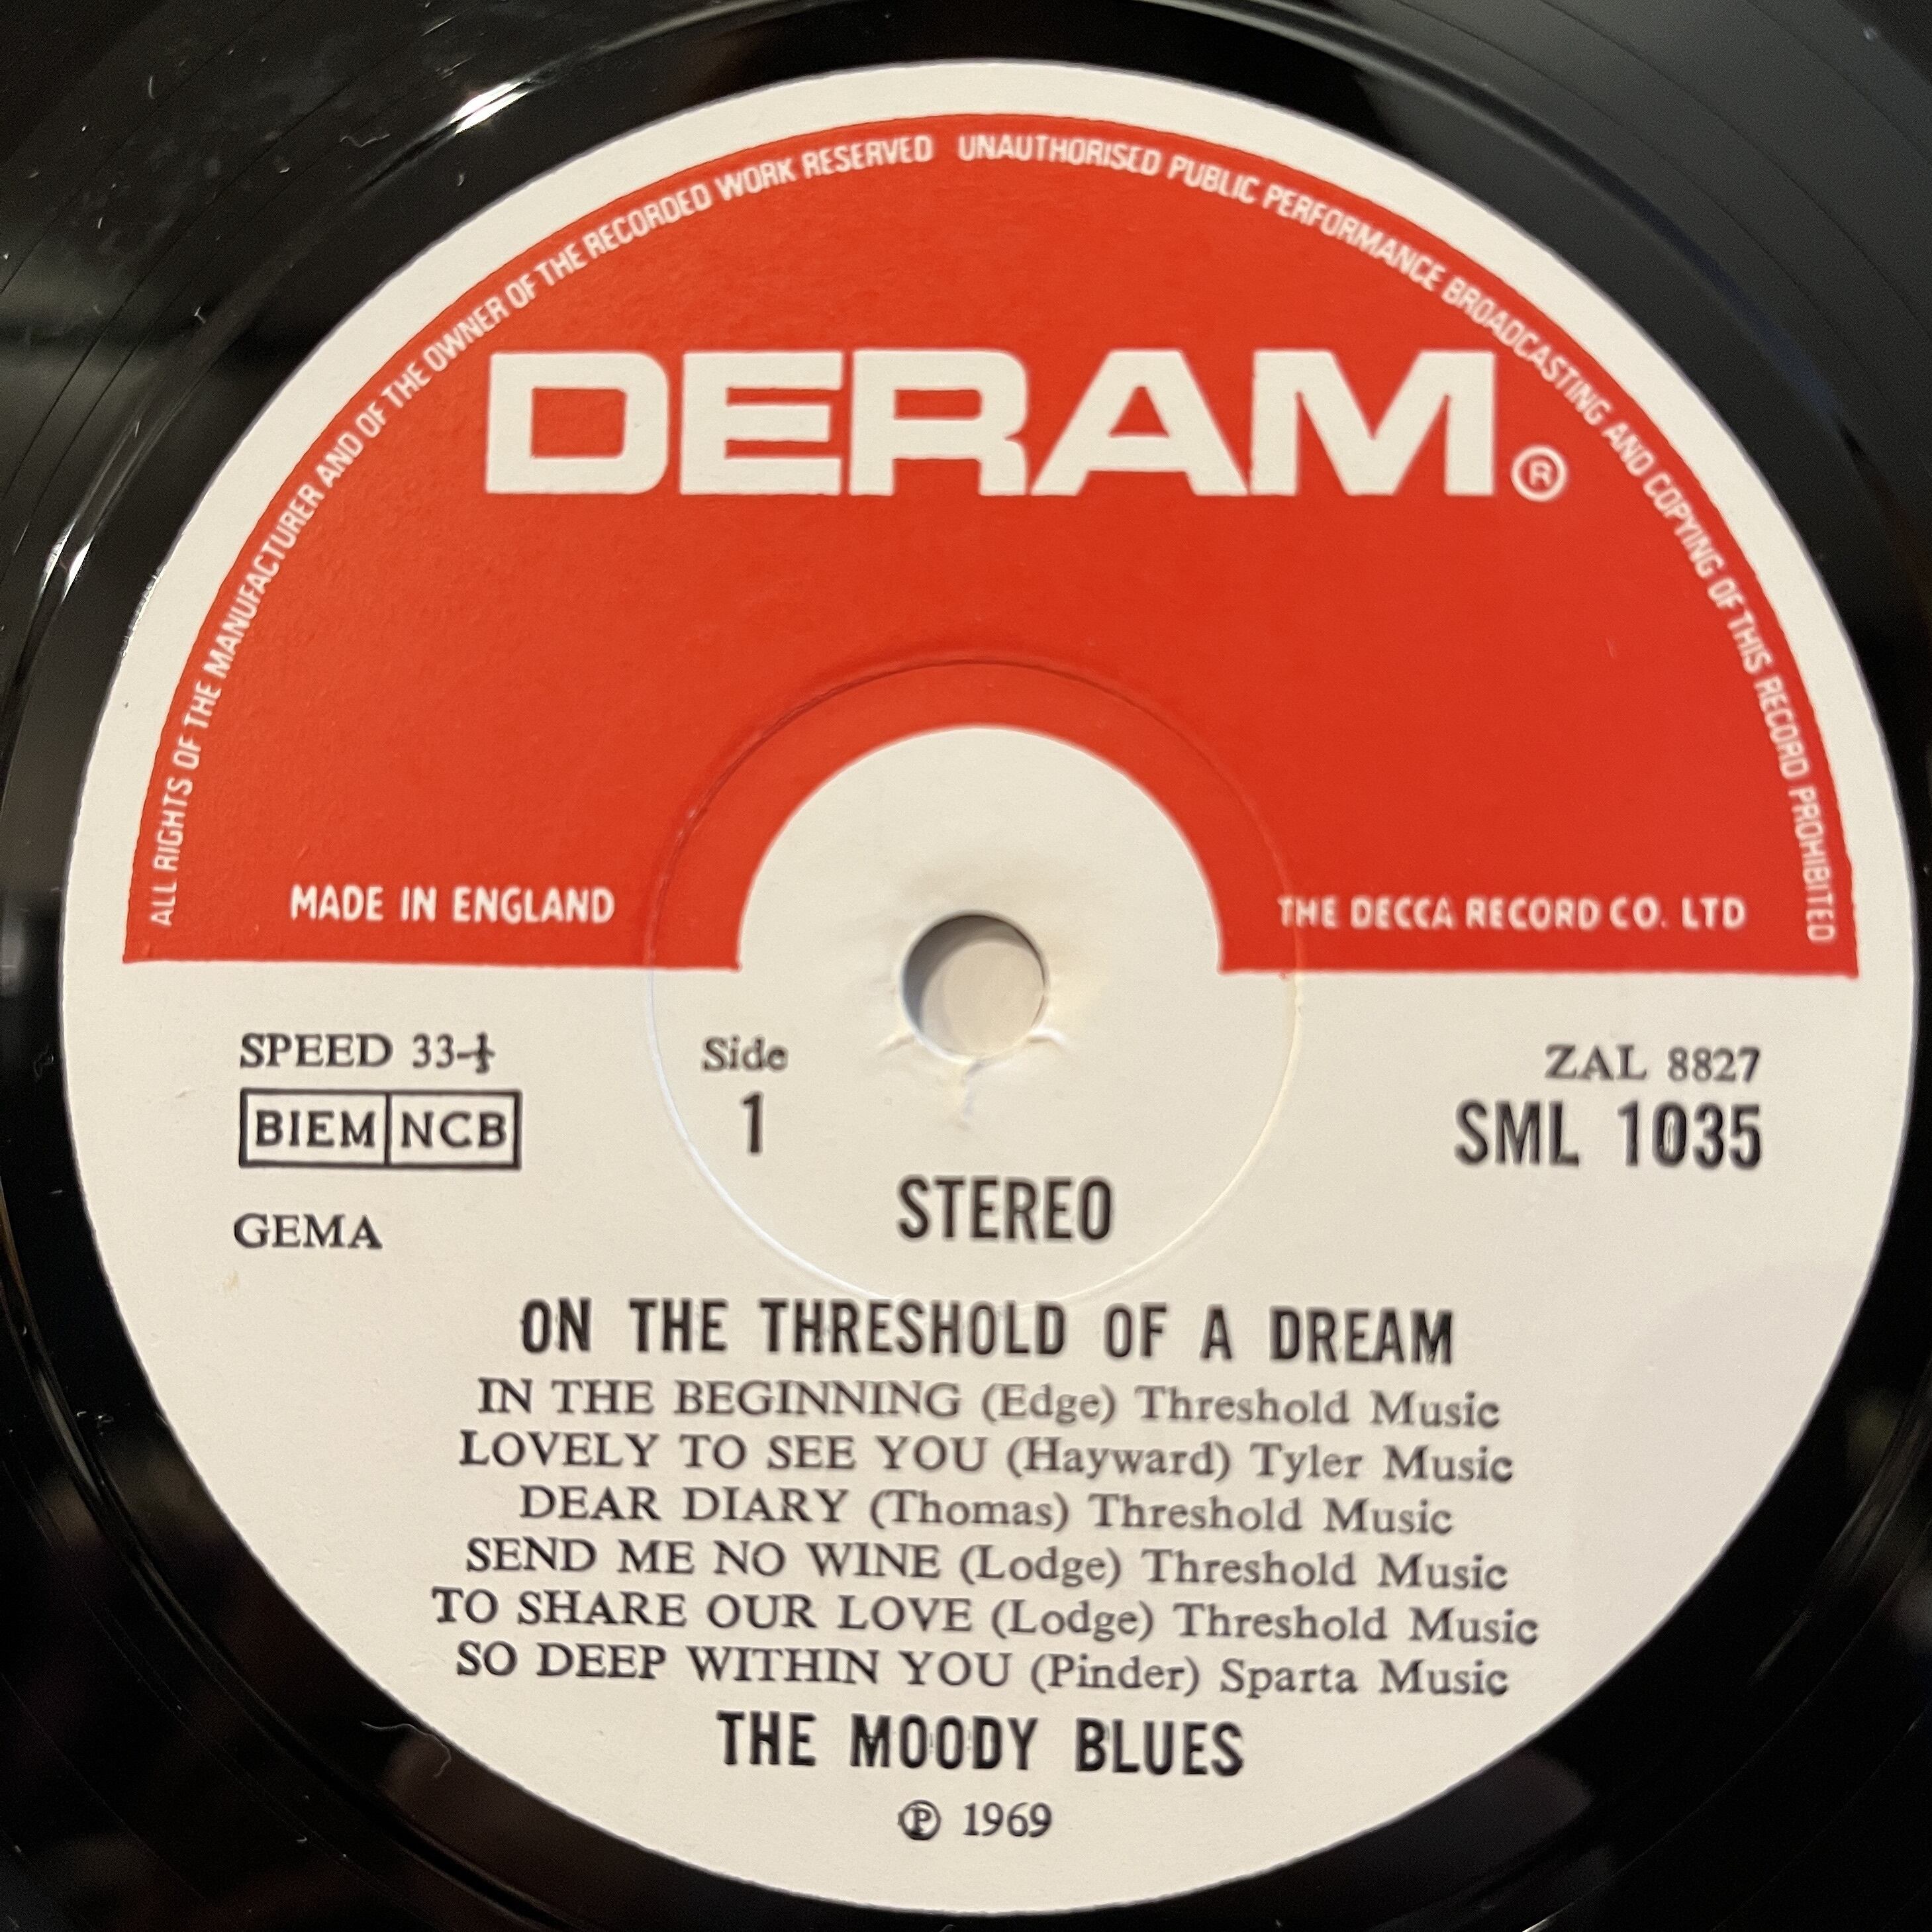 ALL RIGHTS OF THE MANUFACTURER AND OF THE OWNER OF THE RECORDED WORK RESERVED UNAUTHORISED PUBLIC PERFORMANCE BROADCASTING AND COPYING OF THIS RECORD PROHIBITED
DERAM®
MADE IN ENGLAND
THE DECCA RECORD CO. LTD
SPEED 33-⅓
BIEM NCB
GEMA
Side
1
STEREO
ZAL 8827
SML 1035
ON THE THRESHOLD OF A DREAM
IN THE BEGINNING (Edge) Threshold Music
LOVELY TO SEE YOU (Hayward) Tyler Music
DEAR DIARY (Thomas) Threshold Music
SEND ME NO WINE (Lodge) Threshold Music
TO SHARE OUR LOVE (Lodge) Threshold Music
SO DEEP WITHIN YOU (Pinder) Sparta Music
THE MOODY BLUES
℗ 1969